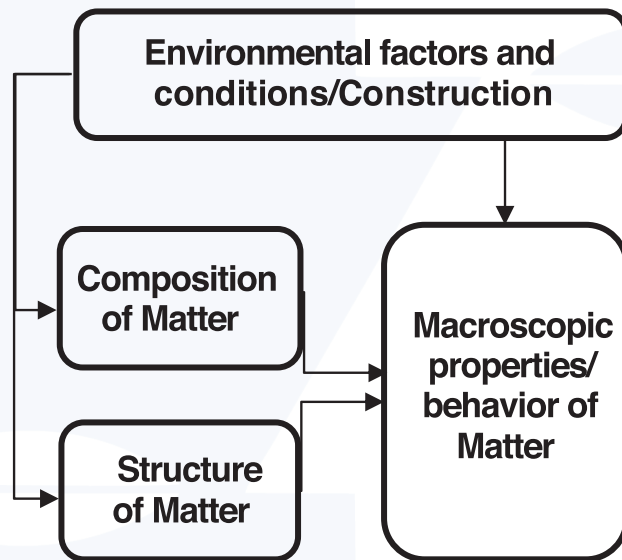 Environmental factors and
conditions/Construction
Composition
of Matter
Macroscopic
properties/
behavior of
Matter
Structure
of Matter